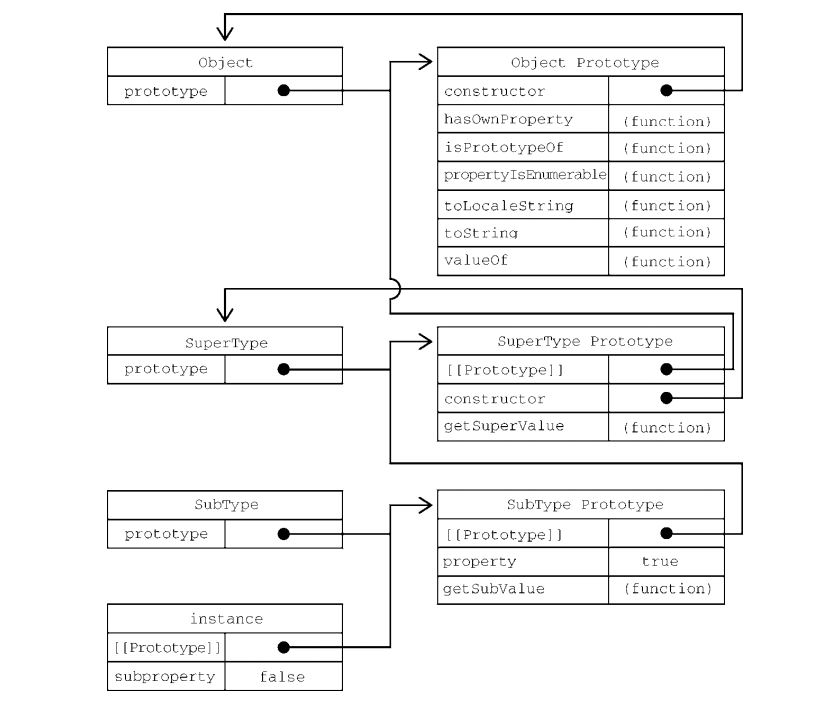 Object
prototype
Object Prototype
constructor
hasOwnProperty (function)
isPrototypeOf (function)
propertyIsEnumerable (function)
toLocaleString (function)
toString (function)
valueOf (function)
SuperType
prototype
SuperType Prototype
[[Prototype]]
constructor
getSuperValue (function)
SubType
prototype
SubType Prototype
[[Prototype]]
property true
getSubValue (function)
instance
[[Prototype]]
subproperty false